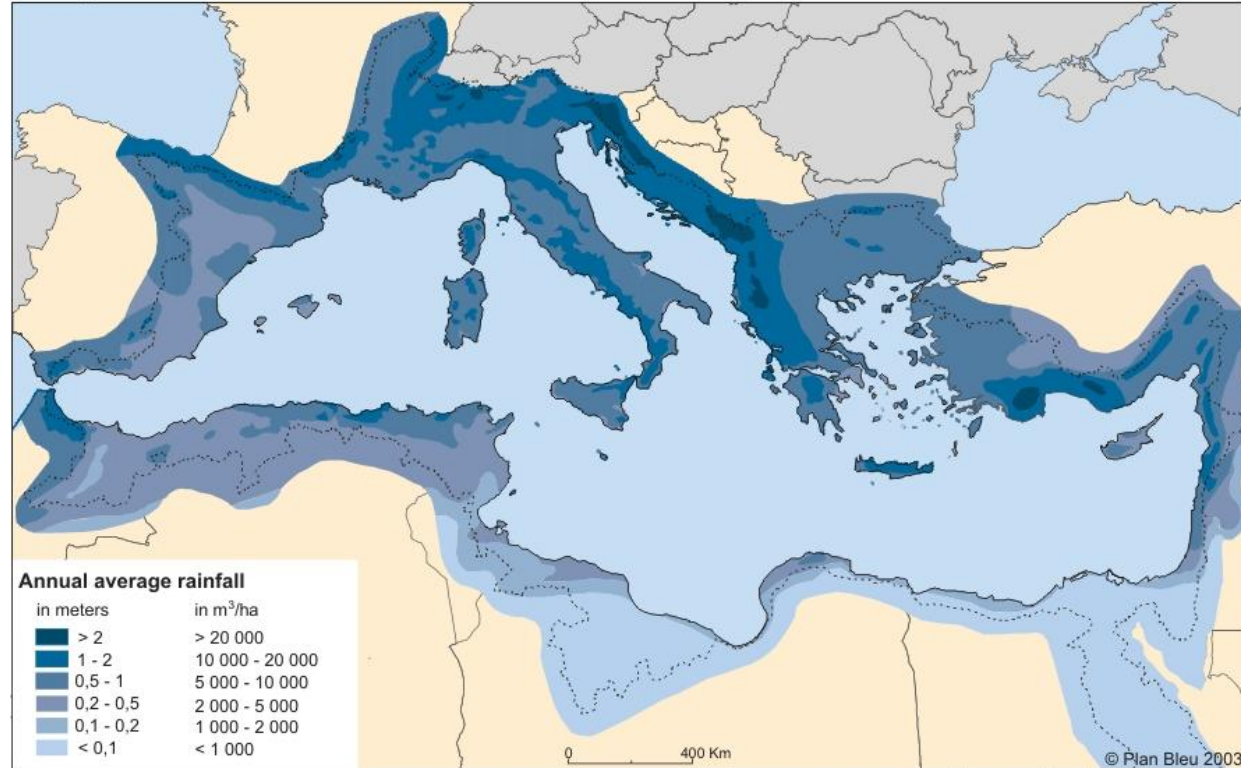 Annual average rainfall
in meters in m³/ha
> 2 > 20 000
1 - 2 10 000 - 20 000
0,5 - 1 5 000 - 10 000
0,2 - 0,5 2 000 - 5 000
0,1 - 0,2 1 000 - 2 000
< 0,1 < 1 000
0 400 Km
© Plan Bleu 2003